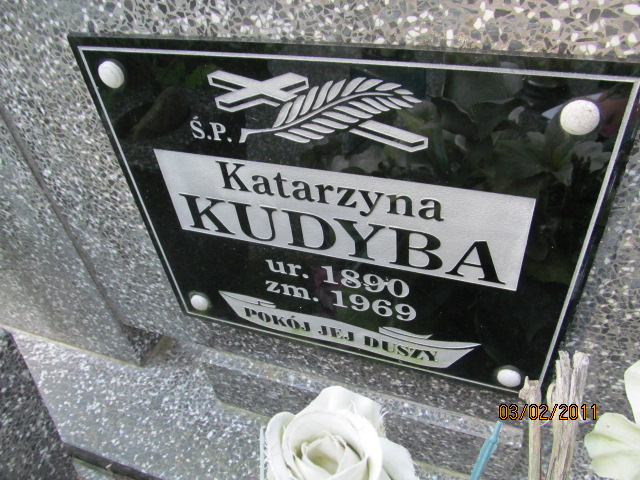 Ś.P.
Katarzyna
KUDYBA
ur. 1890
zm. 1969
POKÓJ JEJ DUSZY
03/02/2011